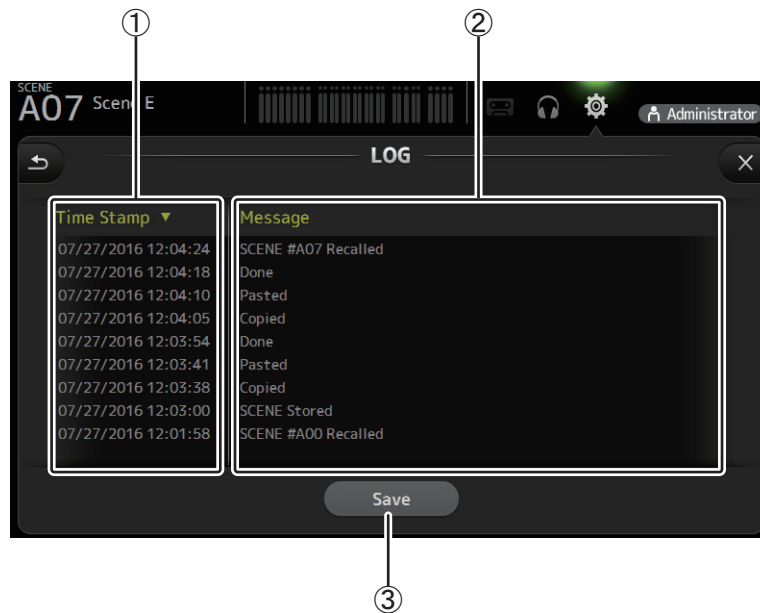 ① ②
SCENE
A07 Scene E Administrator
LOG
Time Stamp ▼ Message
07/27/2016 12:04:24 SCENE #A07 Recalled
07/27/2016 12:04:18 Done
07/27/2016 12:04:10 Pasted
07/27/2016 12:04:05 Copied
07/27/2016 12:03:54 Done
07/27/2016 12:03:41 Pasted
07/27/2016 12:03:38 Copied
07/27/2016 12:03:00 SCENE Stored
07/27/2016 12:01:58 SCENE #A00 Recalled
Save
③